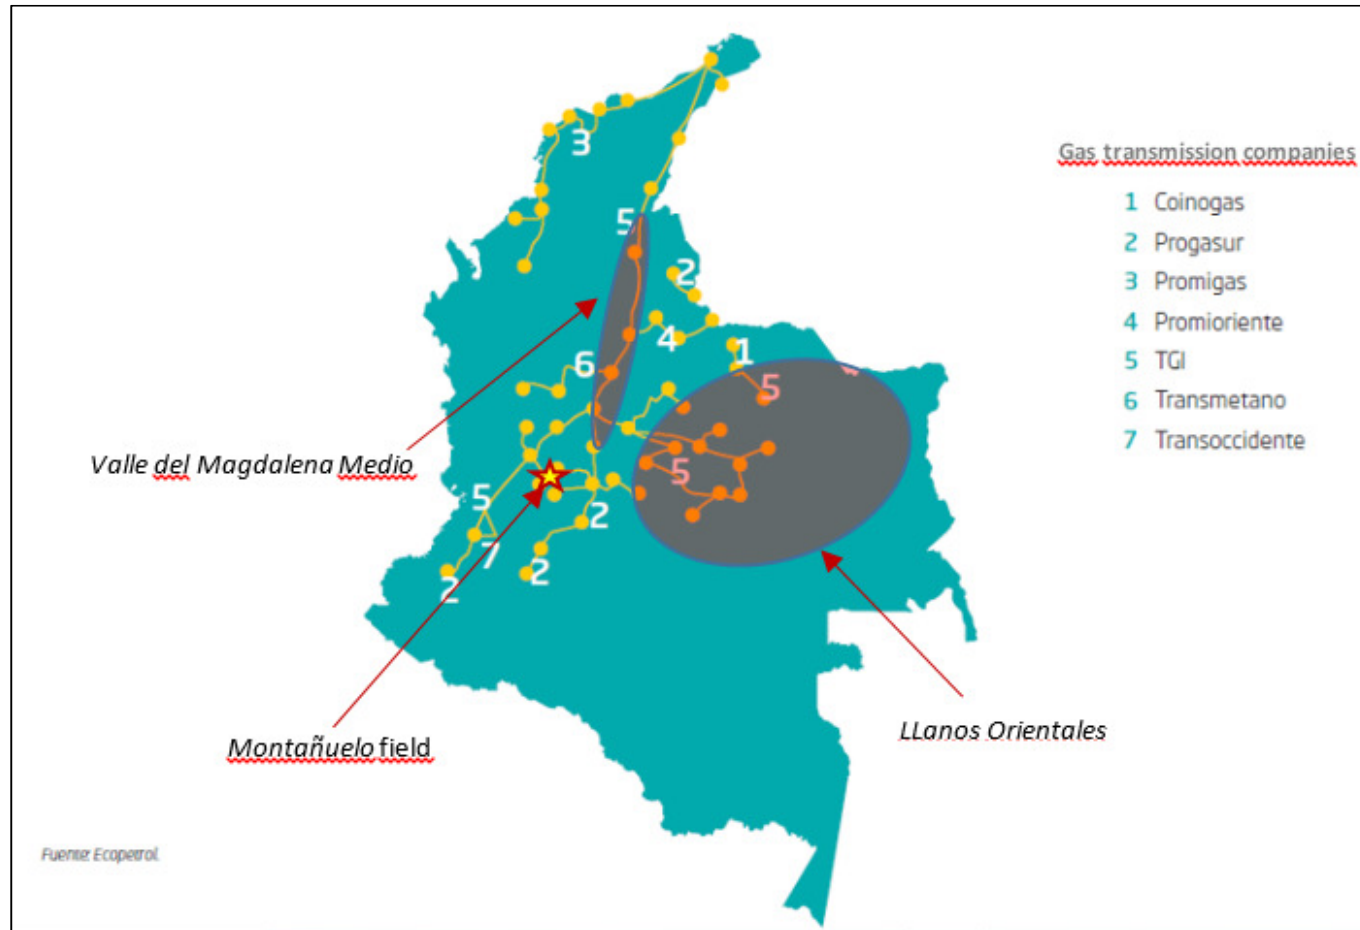 3
Gas transmission companies
1 Coinogas
2 Progasur
3 Promigas
4 Promioriente
5 TGI
6 Transmetano
7 Transoccidente
5
2
4
1
6
5
Valle del Magdalena Medio
5
5
2
7
2
2
Montañuelo field
LLanos Orientales
Fuente: Ecopetrol.